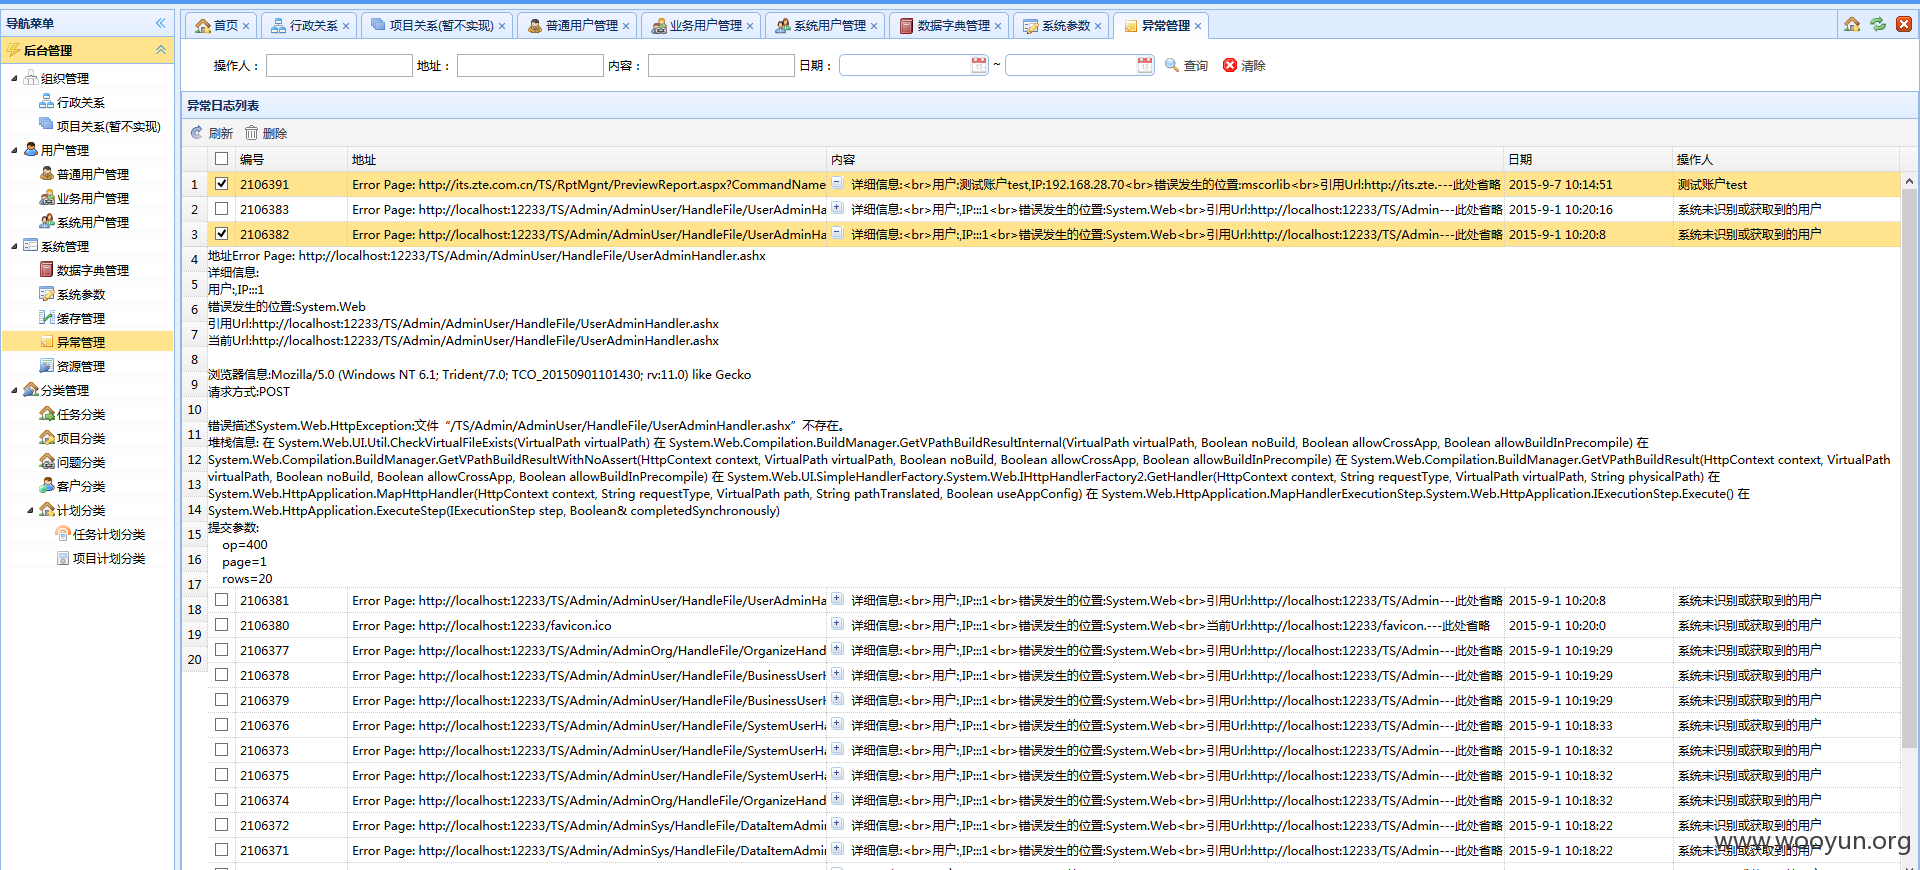 导航菜单
后台管理
组织管理
行政关系
项目关系(暂不实现)
用户管理
普通用户管理
业务用户管理
系统用户管理
系统管理
数据字典管理
系统参数
缓存管理
异常管理
资源管理
分类管理
任务分类
项目分类
问题分类
客户分类
计划分类
任务计划分类
项目计划分类
首页 行政关系 项目关系(暂不实现) 普通用户管理 业务用户管理 系统用户管理 数据字典管理 系统参数 异常管理
操作人： 地址： 内容： 日期： ~ 查询 清除
异常日志列表
刷新 删除
编号 地址 内容 日期 操作人
1 2106391 Error Page: http://its.zte.com.cn/TS/RptMgnt/PreviewReport.aspx?CommandName 详细信息:<br>用户:测试账户test,IP:192.168.28.70<br>错误发生的位置:mscorlib<br>引用Url:http://its.zte.---此处省略 2015-9-7 10:14:51 测试账户test
2 2106383 Error Page: http://localhost:12233/TS/Admin/AdminUser/HandleFile/UserAdminHa 详细信息:<br>用户:,IP:::1<br>错误发生的位置:System.Web<br>引用Url:http://localhost:12233/TS/Admin---此处省略 2015-9-1 10:20:16 系统未识别或获取到的用户
3 2106382 Error Page: http://localhost:12233/TS/Admin/AdminUser/HandleFile/UserAdminHa 详细信息:<br>用户:,IP:::1<br>错误发生的位置:System.Web<br>引用Url:http://localhost:12233/TS/Admin---此处省略 2015-9-1 10:20:8 系统未识别或获取到的用户
4
5
6
7
8
9
10
11
12
13
14
15
16
17
18
19
20
地址Error Page: http://localhost:12233/TS/Admin/AdminUser/HandleFile/UserAdminHandler.ashx
详细信息:
用户:,IP:::1
错误发生的位置:System.Web
引用Url:http://localhost:12233/TS/Admin/AdminUser/HandleFile/UserAdminHandler.ashx
当前Url:http://localhost:12233/TS/Admin/AdminUser/HandleFile/UserAdminHandler.ashx
浏览器信息:Mozilla/5.0 (Windows NT 6.1; Trident/7.0; TCO_20150901101430; rv:11.0) like Gecko
请求方式:POST
错误描述System.Web.HttpException:文件“/TS/Admin/AdminUser/HandleFile/UserAdminHandler.ashx”不存在。
堆栈信息: 在 System.Web.UI.Util.CheckVirtualFileExists(VirtualPath virtualPath) 在 System.Web.Compilation.BuildManager.GetVPathBuildResultInternal(VirtualPath virtualPath, Boolean noBuild, Boolean allowCrossApp, Boolean allowBuildInPrecompile) 在
System.Web.Compilation.BuildManager.GetVPathBuildResultWithNoAssert(HttpContext context, VirtualPath virtualPath, Boolean noBuild, Boolean allowCrossApp, Boolean allowBuildInPrecompile) 在 System.Web.Compilation.BuildManager.GetVPathBuildResult(HttpContext context, VirtualPath
virtualPath, Boolean noBuild, Boolean allowCrossApp, Boolean allowBuildInPrecompile) 在 System.Web.UI.SimpleHandlerFactory.System.Web.IHttpHandlerFactory2.GetHandler(HttpContext context, String requestType, VirtualPath virtualPath, String physicalPath) 在
System.Web.HttpApplication.MapHttpHandler(HttpContext context, String requestType, VirtualPath path, String pathTranslated, Boolean useAppConfig) 在 System.Web.HttpApplication.MapHandlerExecutionStep.System.Web.HttpApplication.IExecutionStep.Execute() 在
System.Web.HttpApplication.ExecuteStep(IExecutionStep step, Boolean& completedSynchronously)
提交参数:
op=400
page=1
rows=20
2106381 Error Page: http://localhost:12233/TS/Admin/AdminUser/HandleFile/UserAdminHa 详细信息:<br>用户:,IP:::1<br>错误发生的位置:System.Web<br>引用Url:http://localhost:12233/TS/Admin---此处省略 2015-9-1 10:20:8 系统未识别或获取到的用户
2106380 Error Page: http://localhost:12233/favicon.ico 详细信息:<br>用户:,IP:::1<br>错误发生的位置:System.Web<br>当前Url:http://localhost:12233/favicon.---此处省略 2015-9-1 10:20:0 系统未识别或获取到的用户
2106377 Error Page: http://localhost:12233/TS/Admin/AdminOrg/HandleFile/OrganizeHand 详细信息:<br>用户:,IP:::1<br>错误发生的位置:System.Web<br>引用Url:http://localhost:12233/TS/Admin---此处省略 2015-9-1 10:19:29 系统未识别或获取到的用户
2106378 Error Page: http://localhost:12233/TS/Admin/AdminUser/HandleFile/BusinessUserH 详细信息:<br>用户:,IP:::1<br>错误发生的位置:System.Web<br>引用Url:http://localhost:12233/TS/Admin---此处省略 2015-9-1 10:19:29 系统未识别或获取到的用户
2106379 Error Page: http://localhost:12233/TS/Admin/AdminUser/HandleFile/BusinessUserH 详细信息:<br>用户:,IP:::1<br>错误发生的位置:System.Web<br>引用Url:http://localhost:12233/TS/Admin---此处省略 2015-9-1 10:19:29 系统未识别或获取到的用户
2106376 Error Page: http://localhost:12233/TS/Admin/AdminUser/HandleFile/SystemUserHa 详细信息:<br>用户:,IP:::1<br>错误发生的位置:System.Web<br>引用Url:http://localhost:12233/TS/Admin---此处省略 2015-9-1 10:18:33 系统未识别或获取到的用户
2106373 Error Page: http://localhost:12233/TS/Admin/AdminUser/HandleFile/SystemUserHa 详细信息:<br>用户:,IP:::1<br>错误发生的位置:System.Web<br>引用Url:http://localhost:12233/TS/Admin---此处省略 2015-9-1 10:18:32 系统未识别或获取到的用户
2106375 Error Page: http://localhost:12233/TS/Admin/AdminUser/HandleFile/SystemUserHa 详细信息:<br>用户:,IP:::1<br>错误发生的位置:System.Web<br>引用Url:http://localhost:12233/TS/Admin---此处省略 2015-9-1 10:18:32 系统未识别或获取到的用户
2106374 Error Page: http://localhost:12233/TS/Admin/AdminOrg/HandleFile/OrganizeHand 详细信息:<br>用户:,IP:::1<br>错误发生的位置:System.Web<br>引用Url:http://localhost:12233/TS/Admin---此处省略 2015-9-1 10:18:32 系统未识别或获取到的用户
2106372 Error Page: http://localhost:12233/TS/Admin/AdminSys/HandleFile/DataItemAdmin 详细信息:<br>用户:,IP:::1<br>错误发生的位置:System.Web<br>引用Url:http://localhost:12233/TS/Admin---此处省略 2015-9-1 10:18:22 系统未识别或获取到的用户
2106371 Error Page: http://localhost:12233/TS/Admin/AdminSys/HandleFile/DataItemAdmin 详细信息:<br>用户:,IP:::1<br>错误发生的位置:System.Web<br>引用Url:http://localhost:12233/TS/Admin---此处省略 2015-9-1 10:18:22 系统未识别或获取到的用户
www.wooyun.org